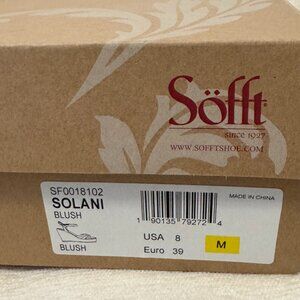 Söfft
since 1927
WWW.SOFFTSHOE.COM
SF0018102
SOLANI
BLUSH
BLUSH
MADE IN CHINA
1 90135 79272 4
USA 8
Euro 39
M